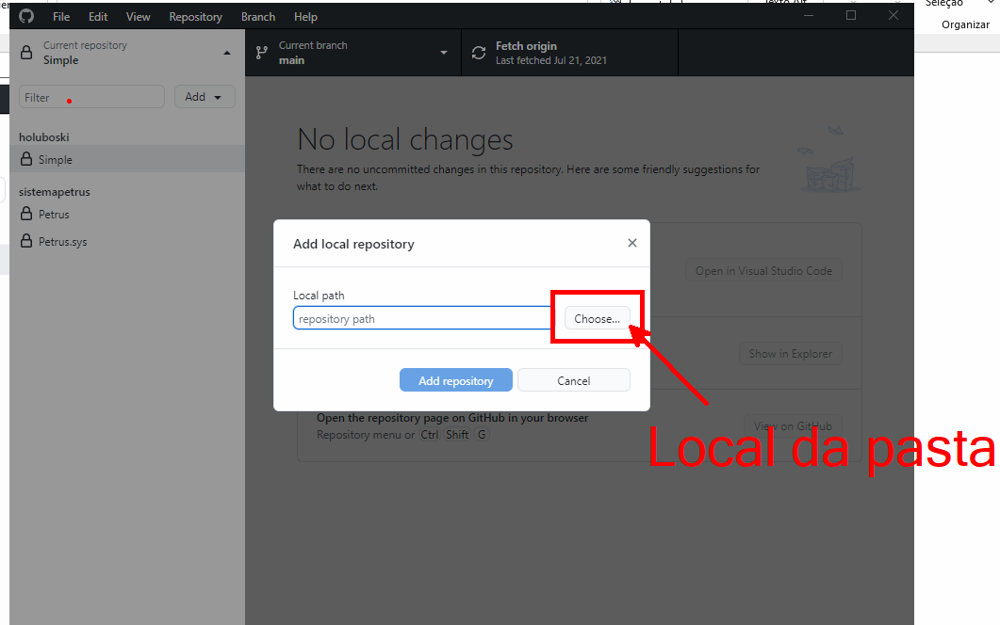 File Edit View Repository Branch Help
Seleção
Organizar
Current repository
Simple
Current branch
main
Fetch origin
Last fetched Jul 21, 2021
Filter
Add
holuboski
Simple
sistemapetrus
Petrus
Petrus.sys
No local changes
There are no uncommitted changes in this repository. Here are some friendly suggestions for
what to do next.
Open in Visual Studio Code
Add local repository
Local path
repository path
Choose...
Show in Explorer
Add repository
Cancel
Open the repository page on GitHub in your browser
Repository menu or Ctrl Shift G
View on GitHub
Local da pasta